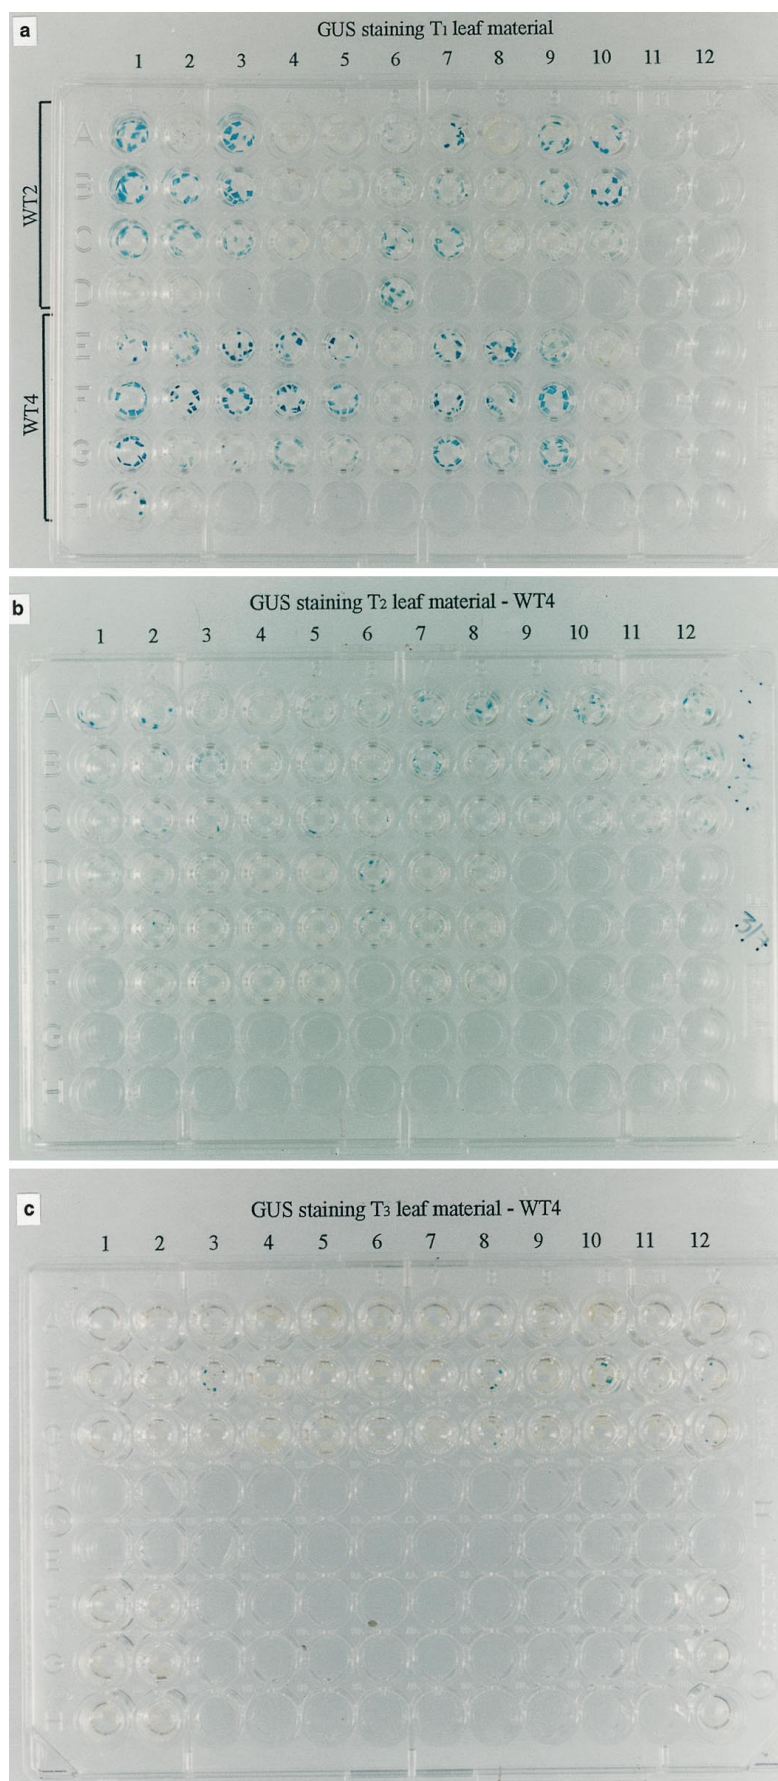 a
GUS staining T1 leaf material
1 2 3 4 5 6 7 8 9 10 11 12
WT2
A
B
C
D
WT4
E
F
G
H
b
GUS staining T2 leaf material - WT4
1 2 3 4 5 6 7 8 9 10 11 12
A
B
C
D
E
3/7
F
G
H
c
GUS staining T3 leaf material - WT4
1 2 3 4 5 6 7 8 9 10 11 12
A
B
C
E
F
G
H